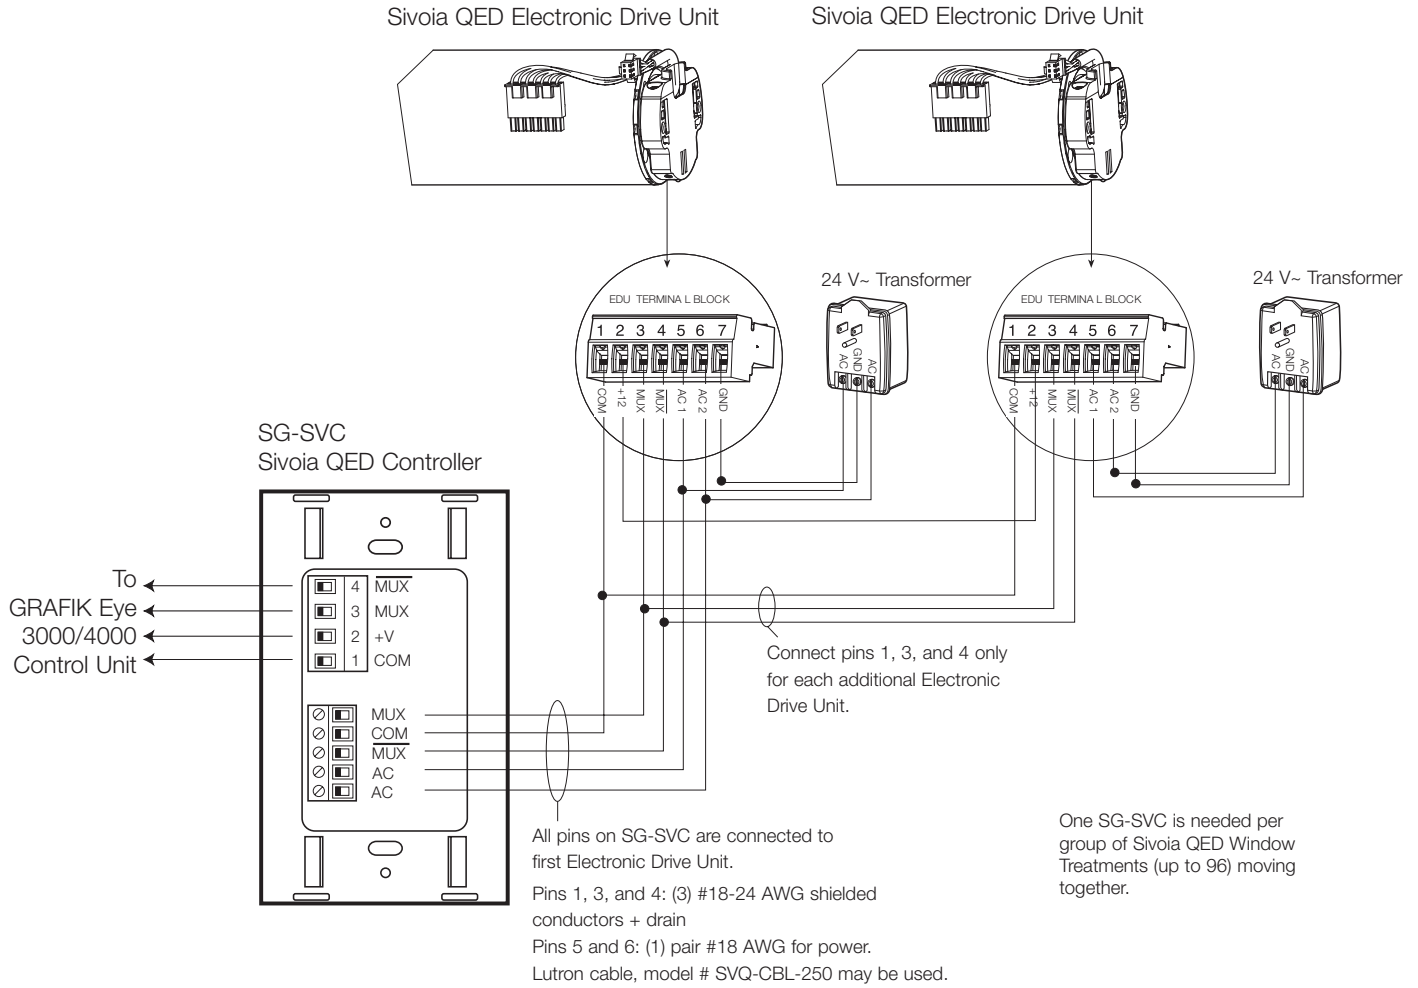 Sivoia QED Electronic Drive Unit
Sivoia QED Electronic Drive Unit
24 V~ Transformer
24 V~ Transformer
EDU TERMINA L BLOCK
1 2 3 4 5 6 7
COM
+12
MUX
MUX
AC 1
AC 2
GND
AC
GND
AC
EDU TERMINA L BLOCK
1 2 3 4 5 6 7
COM
+12
MUX
MUX
AC 1
AC 2
GND
AC
GND
AC
SG-SVC
Sivoia QED Controller
To
GRAFIK Eye
3000/4000
Control Unit
4 MUX
3 MUX
2 +V
1 COM
MUX
COM
MUX
AC
AC
Connect pins 1, 3, and 4 only
for each additional Electronic
Drive Unit.
All pins on SG-SVC are connected to
first Electronic Drive Unit.
Pins 1, 3, and 4: (3) #18-24 AWG shielded
conductors + drain
Pins 5 and 6: (1) pair #18 AWG for power.
Lutron cable, model # SVQ-CBL-250 may be used.
One SG-SVC is needed per
group of Sivoia QED Window
Treatments (up to 96) moving
together.